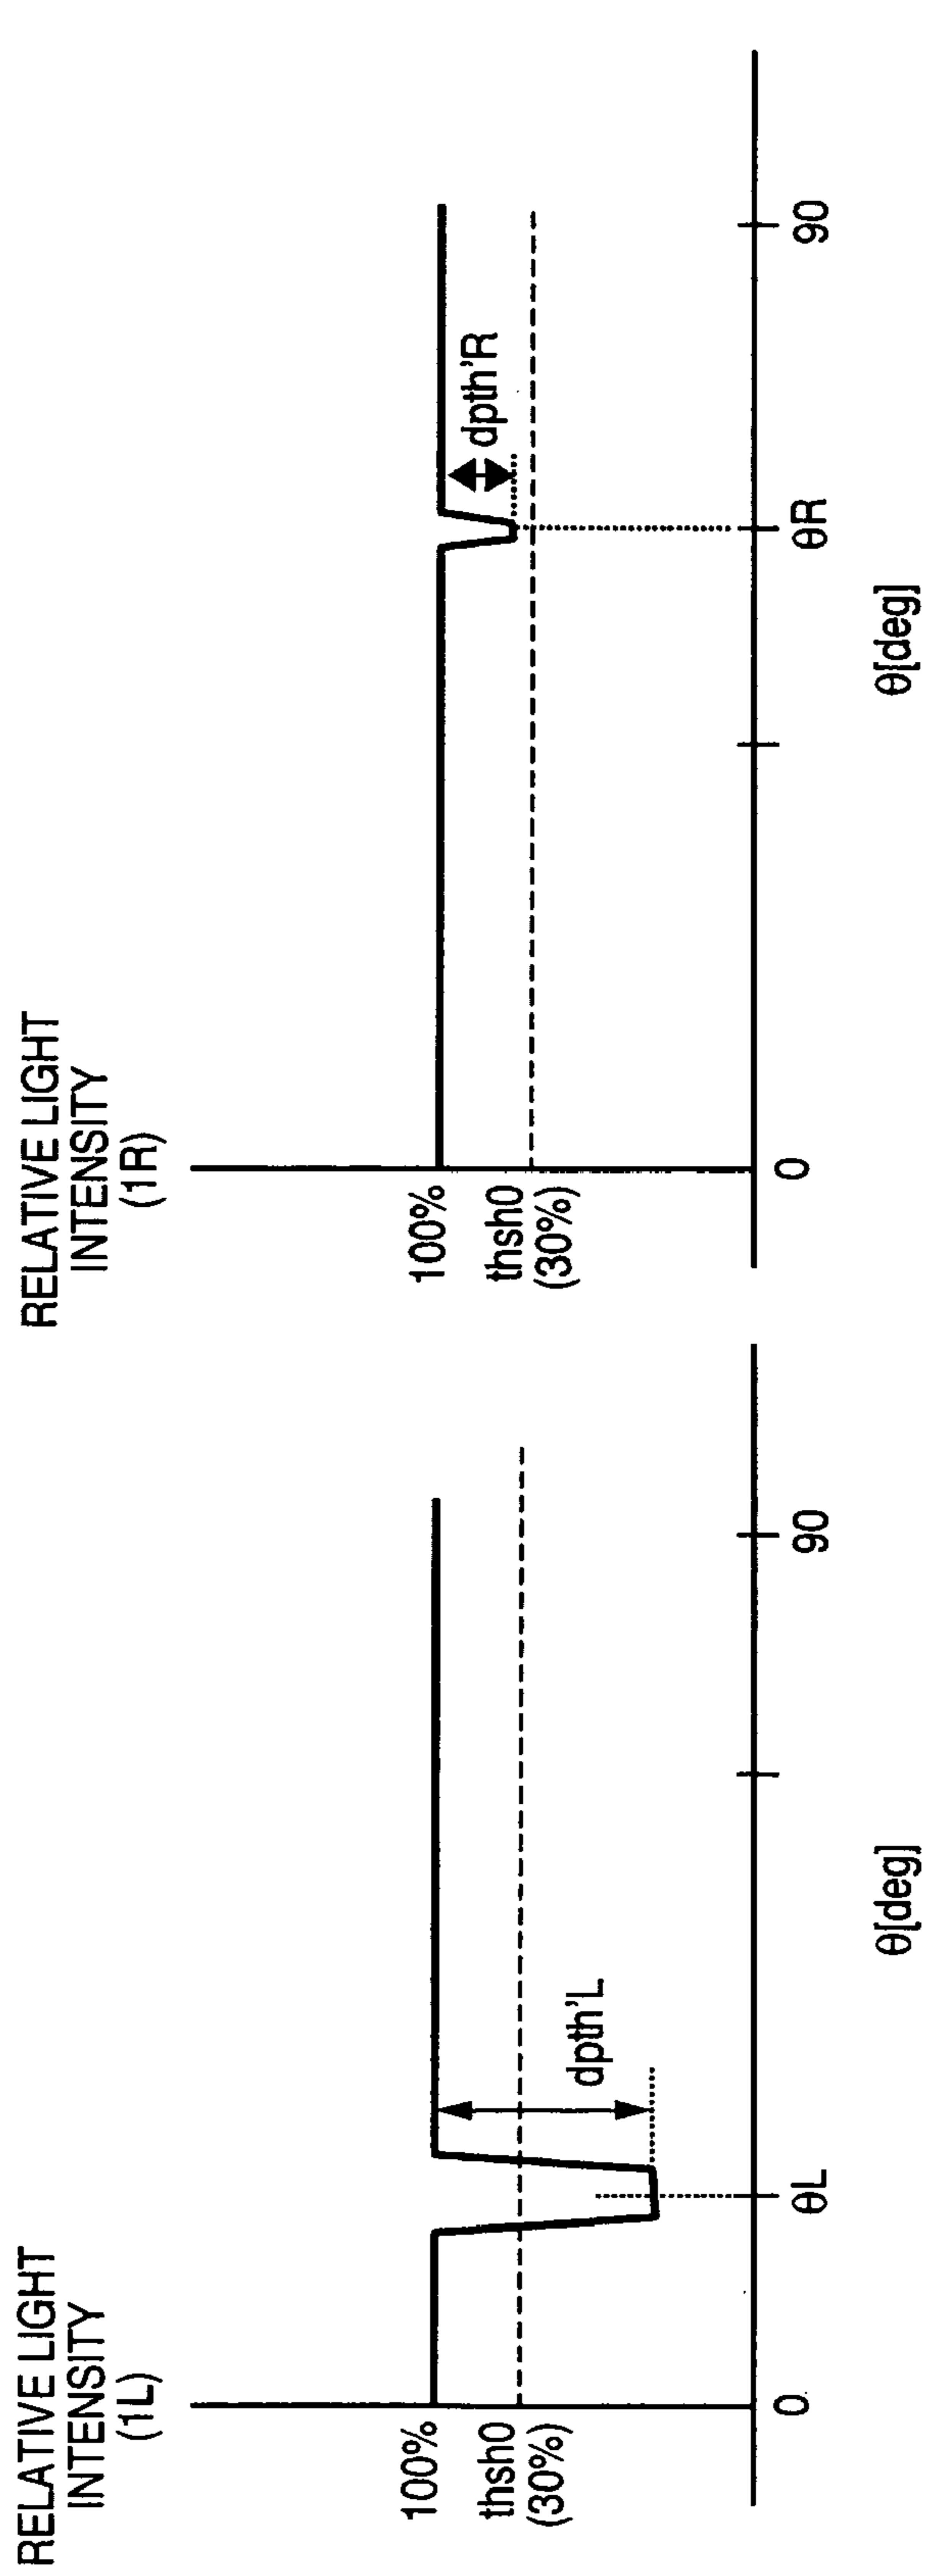 RELATIVE LIGHT
INTENSITY
(1L)
100%
thsh0
(30%)
dpth'L
0
θL
90
θ[deg]
RELATIVE LIGHT
INTENSITY
(1R)
100%
thsh0
(30%)
dpth'R
0
θR
90
θ[deg]